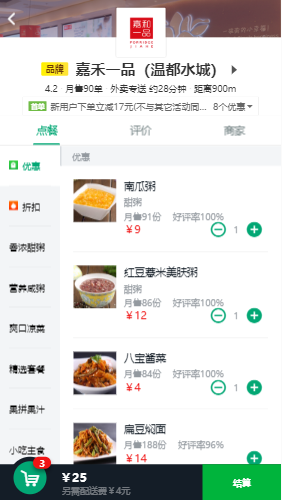 嘉和一品
PORRIDGE
品牌 嘉禾一品（温都水城）
4.2 月售90单 外卖专送 约28分钟 距离900m
首单 新用户下单立减17元(不与其它活动同... 8个优惠
点餐 评价 商家
优惠
折扣
香浓甜粥
营养咸粥
爽口凉菜
精选套餐
果拼果汁
小吃主食
优惠
南瓜粥
甜粥
月售91份 好评率100%
¥9 1
红豆薏米美肤粥
甜粥
月售86份 好评率100%
¥12 1
八宝酱菜
月售84份 好评率100%
¥4 1
扁豆焖面
月售188份 好评率96%
¥14
3
¥25
另需配送费¥4元
结算